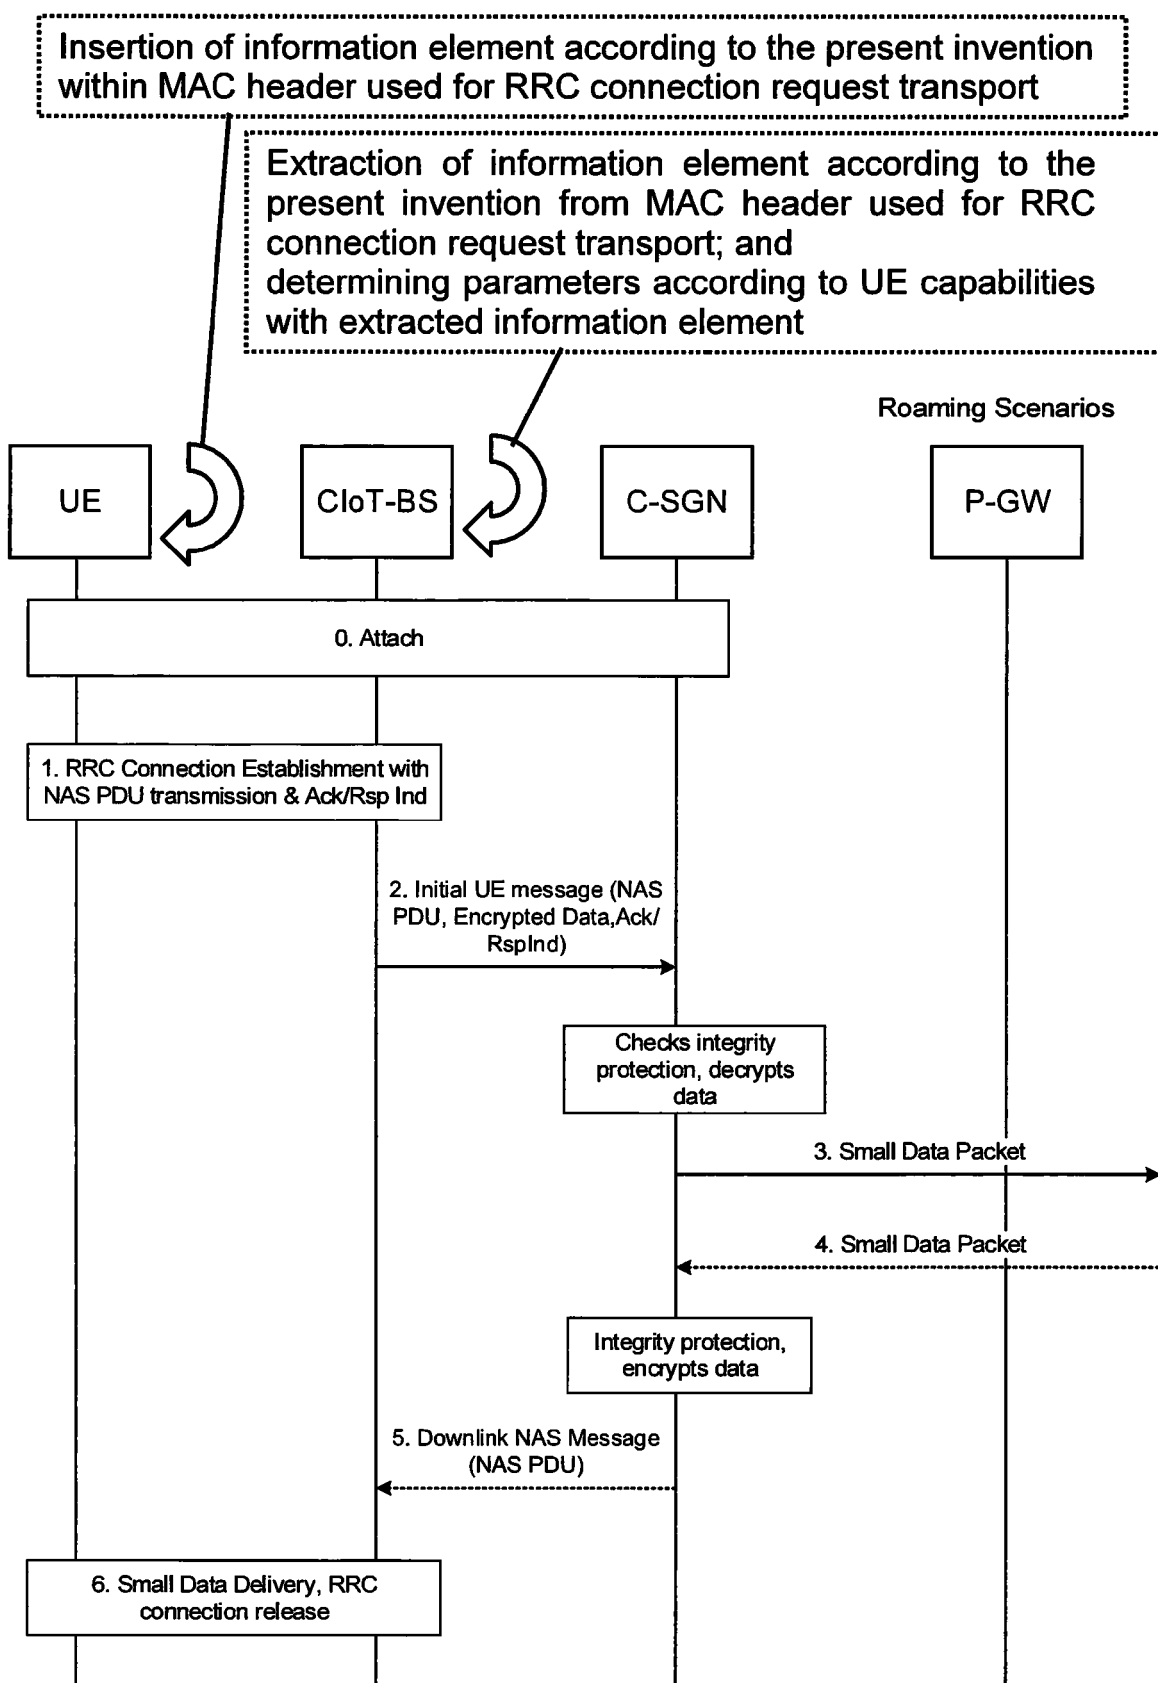 Insertion of information element according to the present invention
within MAC header used for RRC connection request transport
Extraction of information element according to the
present invention from MAC header used for RRC
connection request transport; and
determining parameters according to UE capabilities
with extracted information element
Roaming Scenarios
UE
CIoT-BS
C-SGN
P-GW
0. Attach
1. RRC Connection Establishment with
NAS PDU transmission & Ack/Rsp Ind
2. Initial UE message (NAS
PDU, Encrypted Data,Ack/
RspInd)
Checks integrity
protection, decrypts
data
3. Small Data Packet
4. Small Data Packet
Integrity protection,
encrypts data
5. Downlink NAS Message
(NAS PDU)
6. Small Data Delivery, RRC
connection release